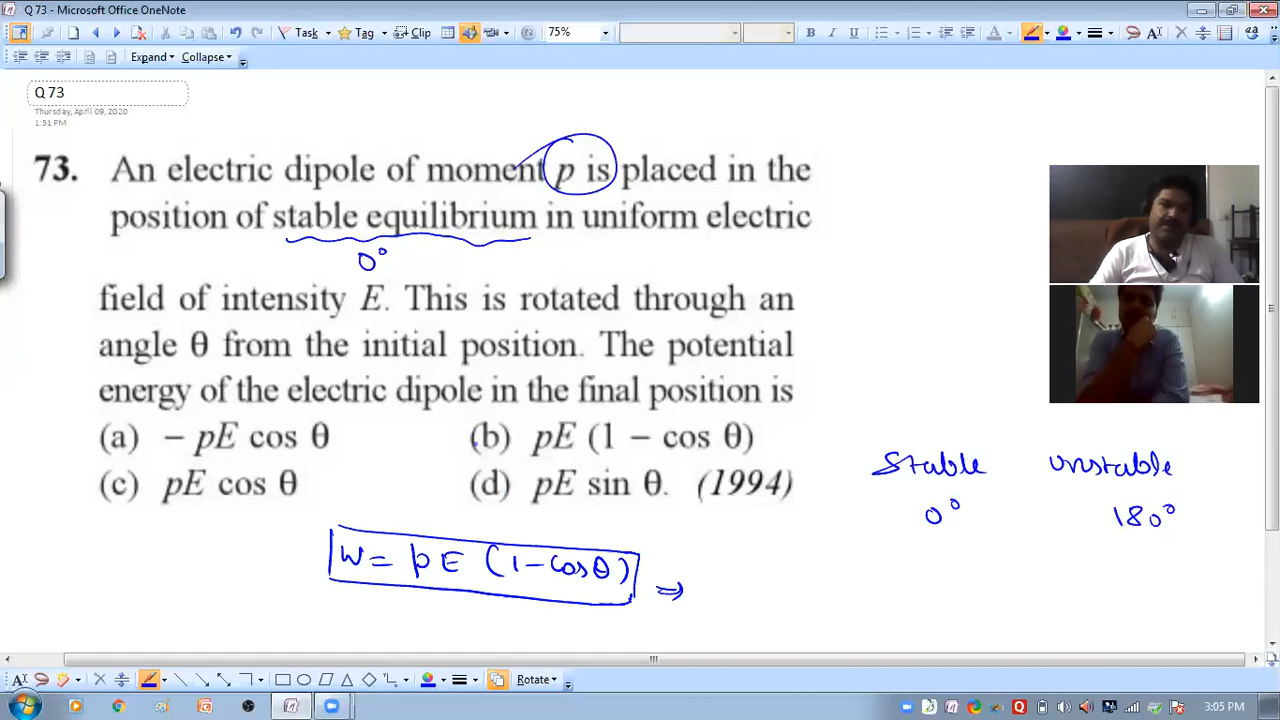 Q 73 - Microsoft OneNote
Task
Tag
Clip
75%
B I U
A
Expand
Collapse
Q 73
Thursday, April 09, 2020
1:51 PM
73. An electric dipole of moment p is placed in the
position of stable equilibrium in uniform electric
0°
field of intensity E. This is rotated through an
angle θ from the initial position. The potential
energy of the electric dipole in the final position is
(a) – pE cos θ (b) pE (1 – cos θ)
(c) pE cos θ (d) pE sin θ. (1994)
Stable Unstable
0° 180°
W = pE (1 - cosθ) ⇒
Rotate
3:05 PM